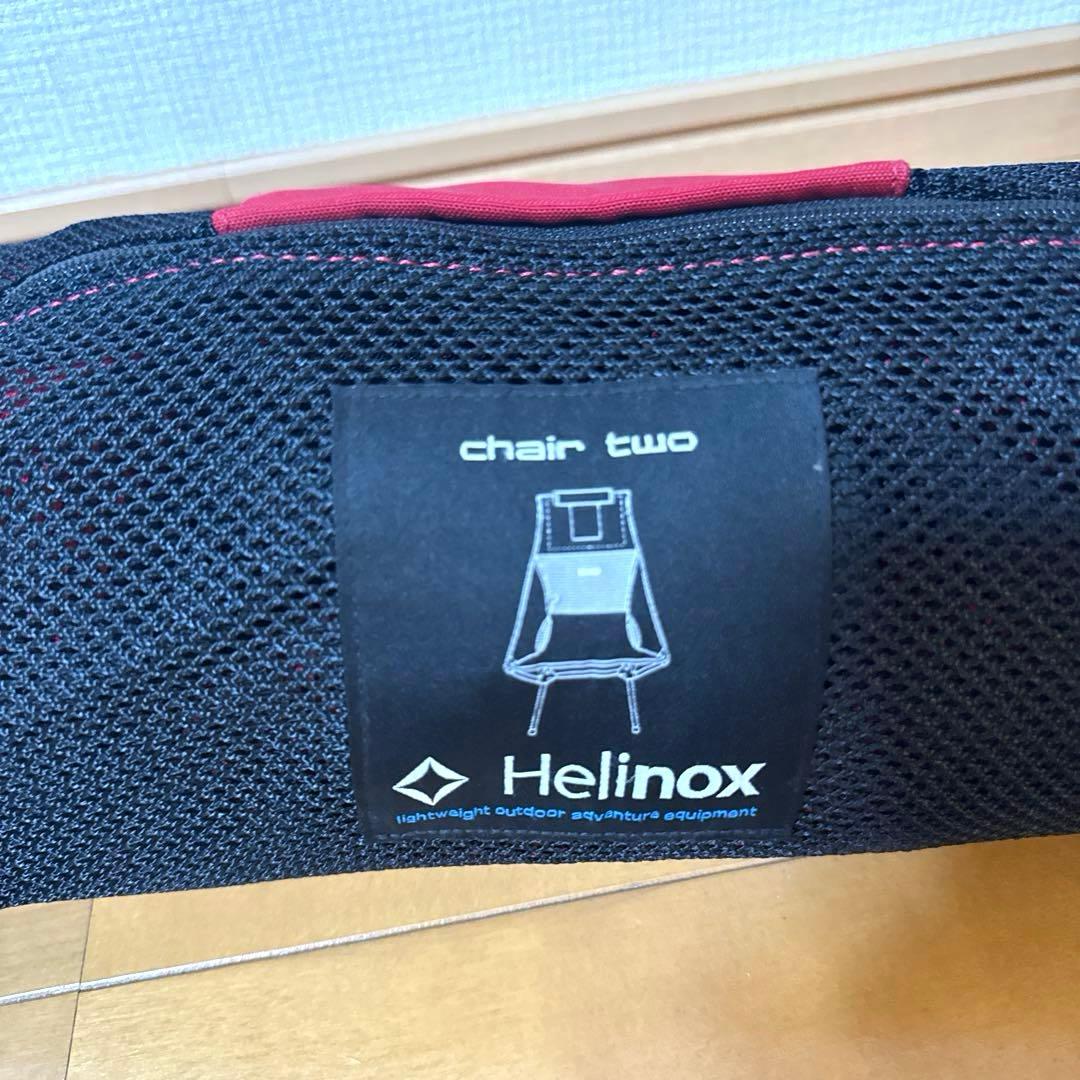 chair two
Helinox
lightweight outdoor adventure equipment